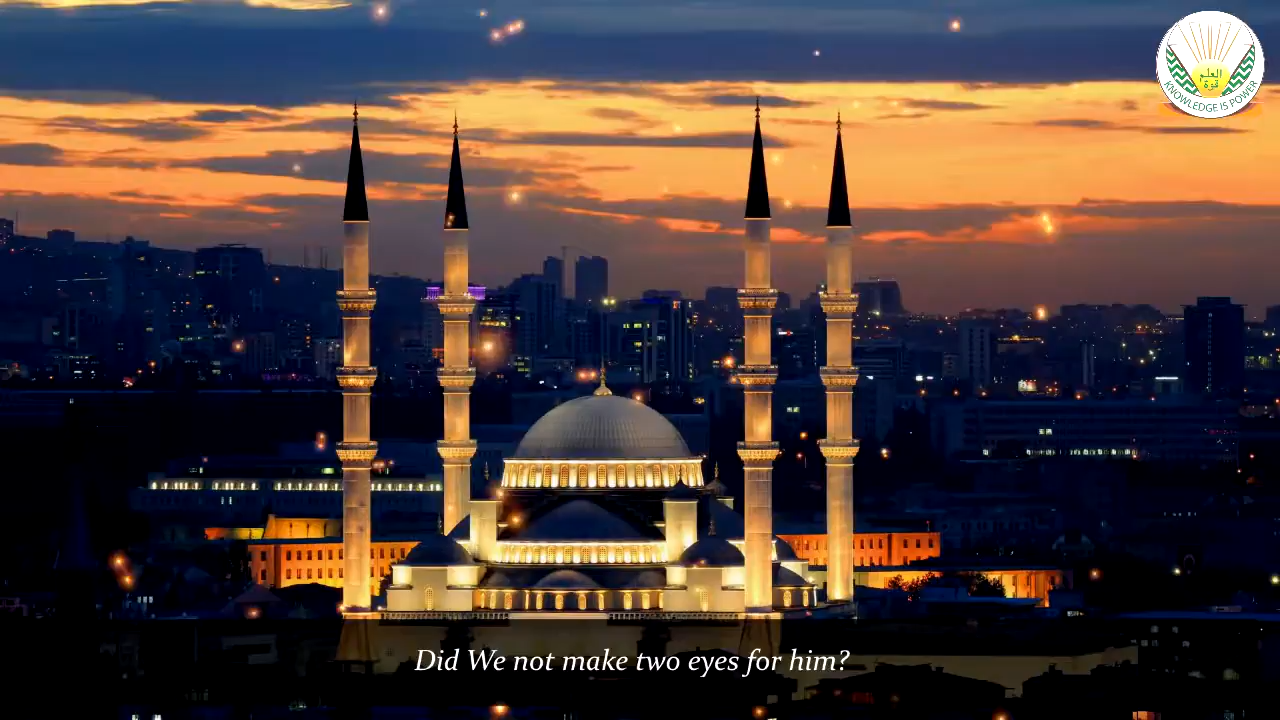 العلم
قوة
KNOWLEDGE IS POWER
Did We not make two eyes for him?